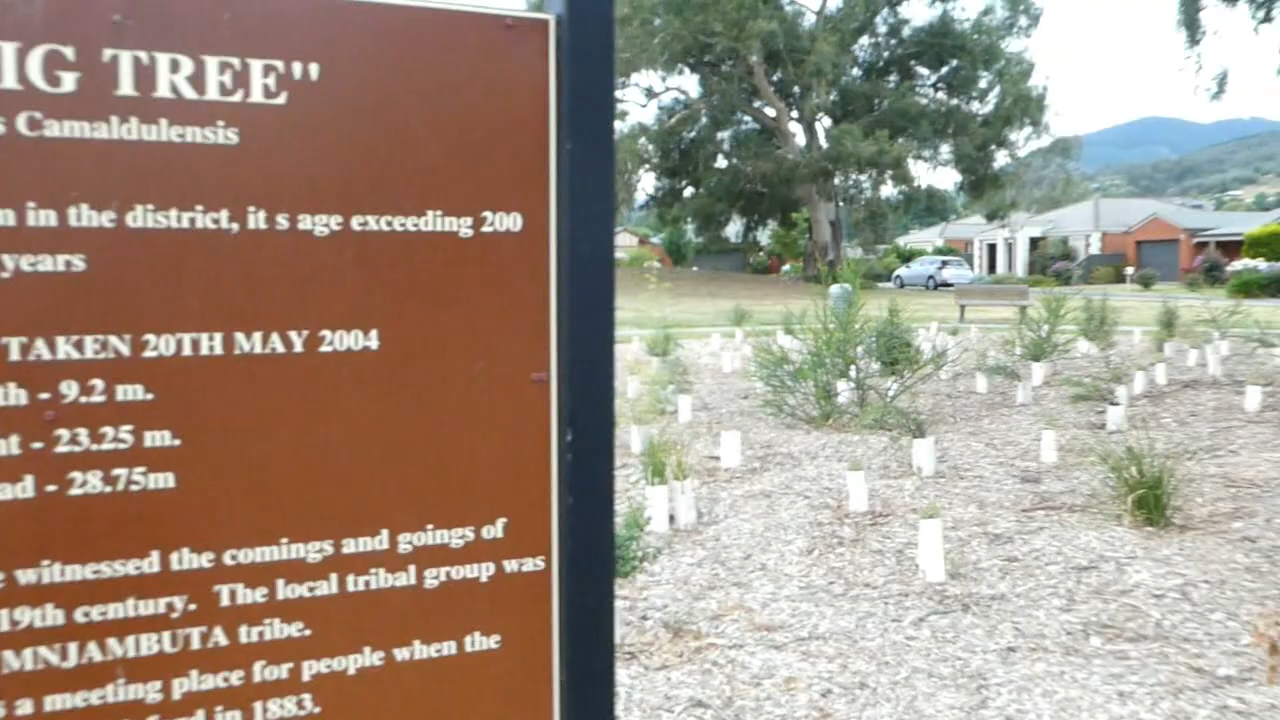 IG TREE"
s Camaldulensis
n in the district, it s age exceeding 200
years
TAKEN 20TH MAY 2004
th - 9.2 m.
nt - 23.25 m.
ad - 28.75m
e witnessed the comings and goings of
19th century. The local tribal group was
MNJAMBUTA tribe.
s a meeting place for people when the
in 1883.